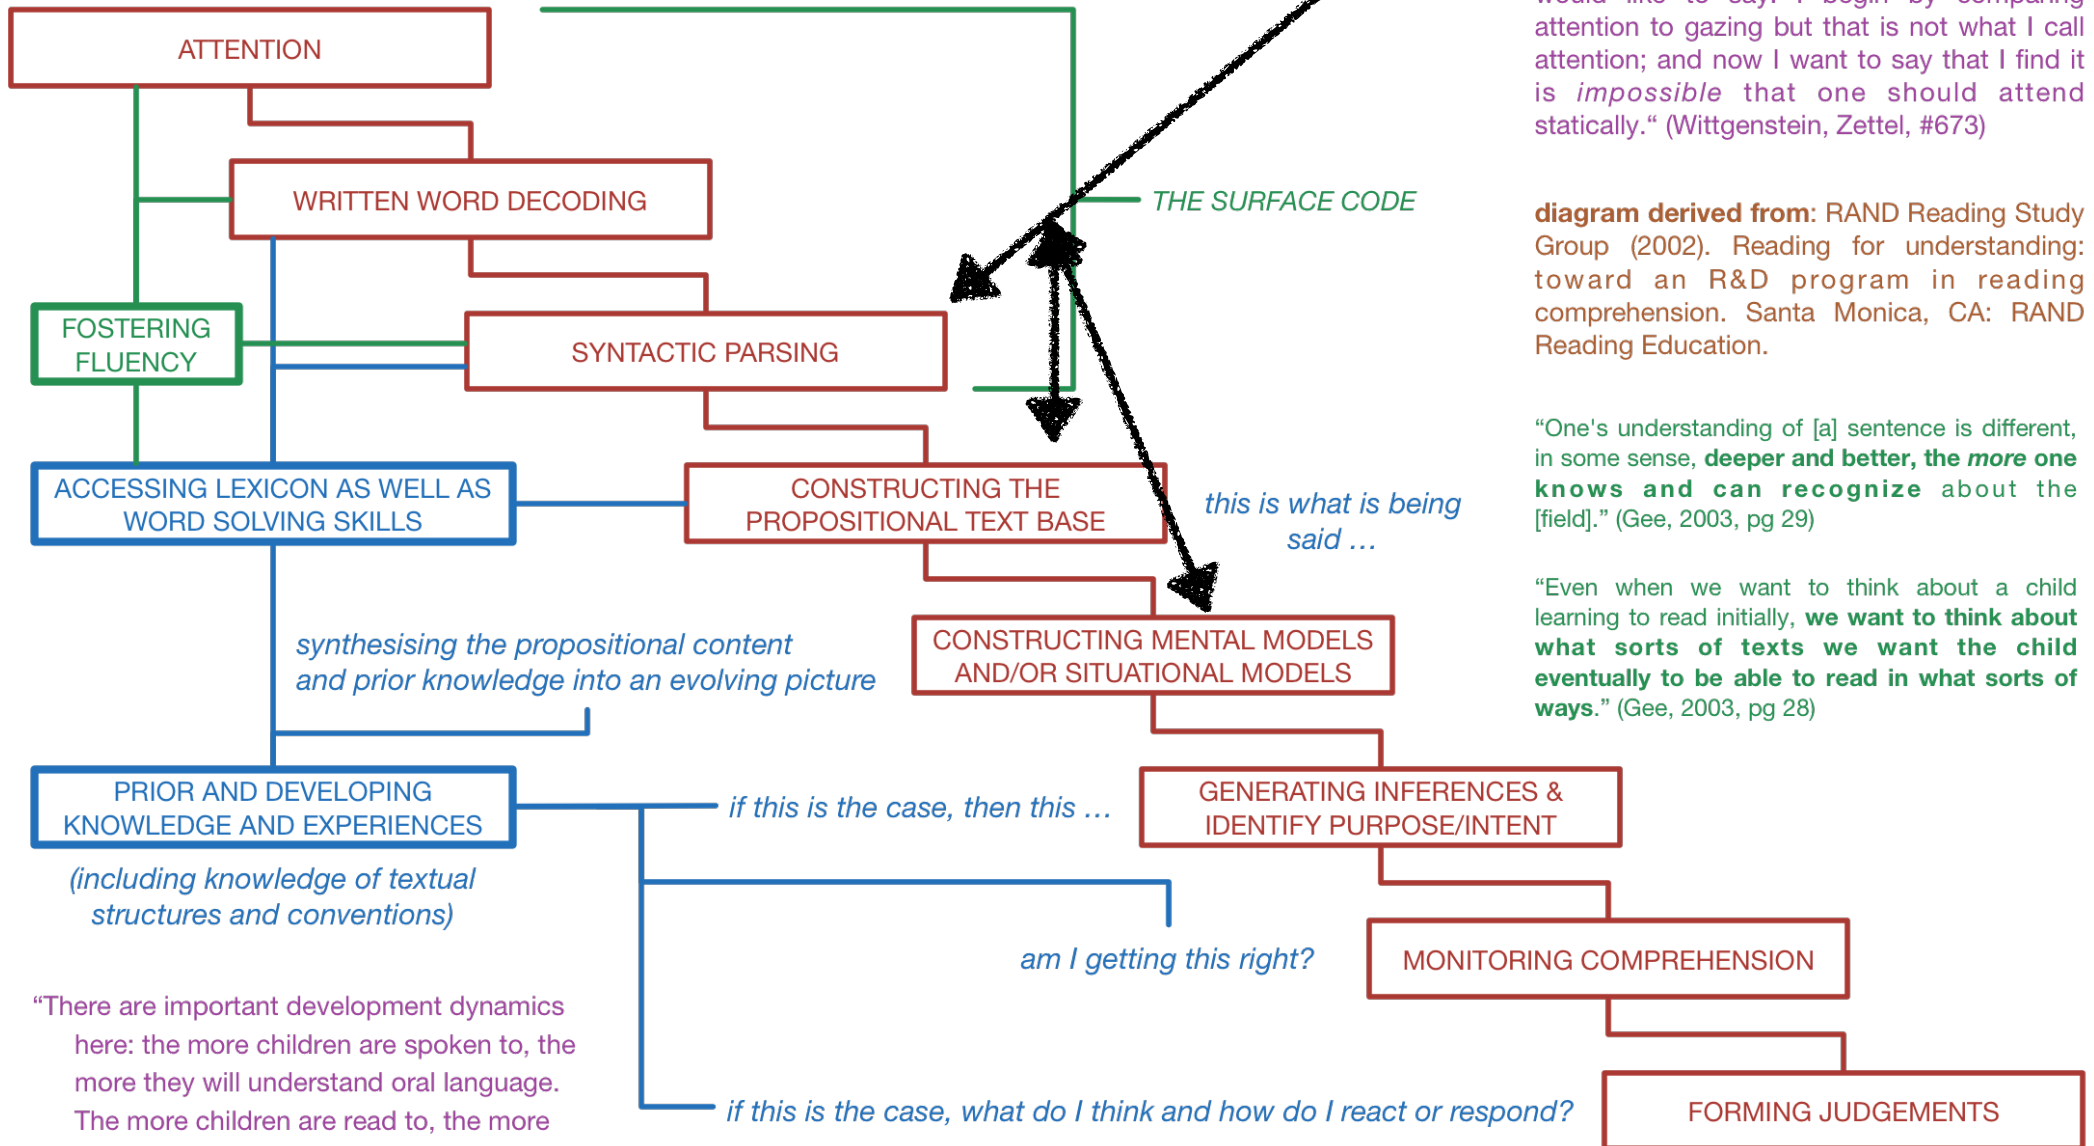 ATTENTION
WRITTEN WORD DECODING
THE SURFACE CODE
FOSTERING
FLUENCY
SYNTACTIC PARSING
ACCESSING LEXICON AS WELL AS
WORD SOLVING SKILLS
CONSTRUCTING THE
PROPOSITIONAL TEXT BASE
this is what is being
said …
synthesising the propositional content
and prior knowledge into an evolving picture
CONSTRUCTING MENTAL MODELS
AND/OR SITUATIONAL MODELS
PRIOR AND DEVELOPING
KNOWLEDGE AND EXPERIENCES
(including knowledge of textual
structures and conventions)
if this is the case, then this …
GENERATING INFERENCES &
IDENTIFY PURPOSE/INTENT
am I getting this right?
MONITORING COMPREHENSION
if this is the case, what do I think and how do I react or respond?
FORMING JUDGEMENTS
“There are important development dynamics
here: the more children are spoken to, the
more they will understand oral language.
The more children are read to, the more
would like to say. I begin by comparing
attention to gazing but that is not what I call
attention; and now I want to say that I find it
is impossible that one should attend
statically.“ (Wittgenstein, Zettel, #673)
diagram derived from: RAND Reading Study
Group (2002). Reading for understanding:
toward an R&D program in reading
comprehension. Santa Monica, CA: RAND
Reading Education.
“One's understanding of [a] sentence is different,
in some sense, deeper and better, the more one
knows and can recognize about the
[field].” (Gee, 2003, pg 29)
“Even when we want to think about a child
learning to read initially, we want to think about
what sorts of texts we want the child
eventually to be able to read in what sorts of
ways.” (Gee, 2003, pg 28)